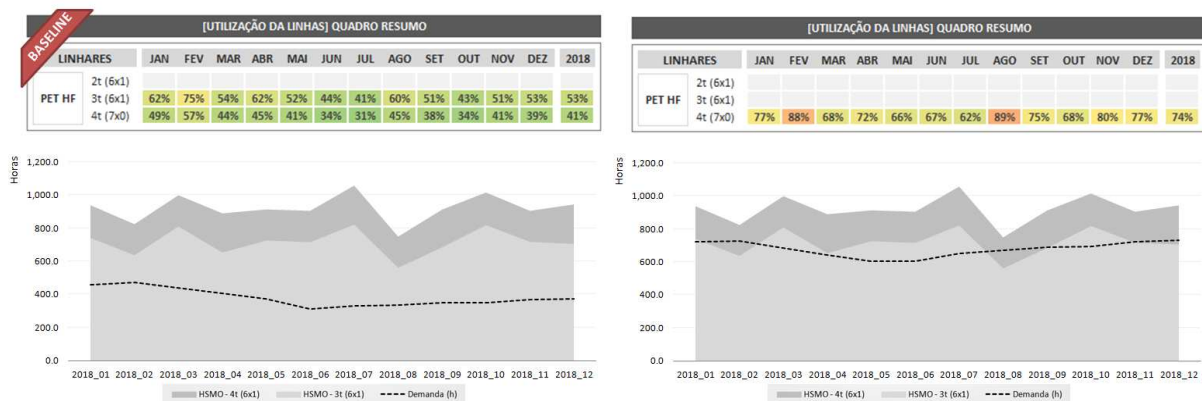 BASELINE
[UTILIZAÇÃO DA LINHAS] QUADRO RESUMO
LINHARES JAN FEV MAR ABR MAI JUN JUL AGO SET OUT NOV DEZ 2018
2t (6x1)
PET HF 3t (6x1) 62% 75% 54% 62% 52% 44% 41% 60% 51% 43% 51% 53% 53%
4t (7x0) 49% 57% 44% 45% 41% 34% 31% 45% 38% 34% 41% 39% 41%
Horas
1,200.0
1,000.0
800.0
600.0
400.0
200.0
0.0
2018_01 2018_02 2018_03 2018_04 2018_05 2018_06 2018_07 2018_08 2018_09 2018_10 2018_11 2018_12
HSMO - 4t (6x1) HSMO - 3t (6x1) Demanda (h)
[UTILIZAÇÃO DA LINHAS] QUADRO RESUMO
LINHARES JAN FEV MAR ABR MAI JUN JUL AGO SET OUT NOV DEZ 2018
2t (6x1)
PET HF 3t (6x1)
4t (7x0) 77% 88% 68% 72% 66% 67% 62% 89% 75% 68% 80% 77% 74%
Horas
1,200.0
1,000.0
800.0
600.0
400.0
200.0
0.0
2018_01 2018_02 2018_03 2018_04 2018_05 2018_06 2018_07 2018_08 2018_09 2018_10 2018_11 2018_12
HSMO - 4t (6x1) HSMO - 3t (6x1) Demanda (h)